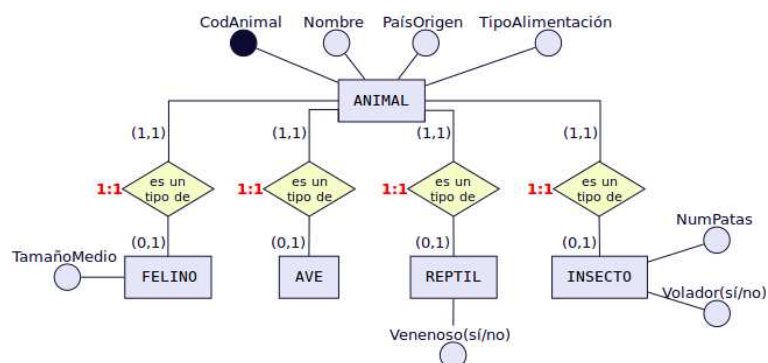 CodAnimal Nombre PaísOrigen TipoAlimentación
ANIMAL
(1,1) (1,1) (1,1) (1,1)
1:1 es un tipo de 1:1 es un tipo de 1:1 es un tipo de 1:1 es un tipo de
(0,1) (0,1) (0,1) (0,1)
NumPatas
TamañoMedio
FELINO AVE REPTIL INSECTO
Volador(sí/no)
Venenoso(sí/no)